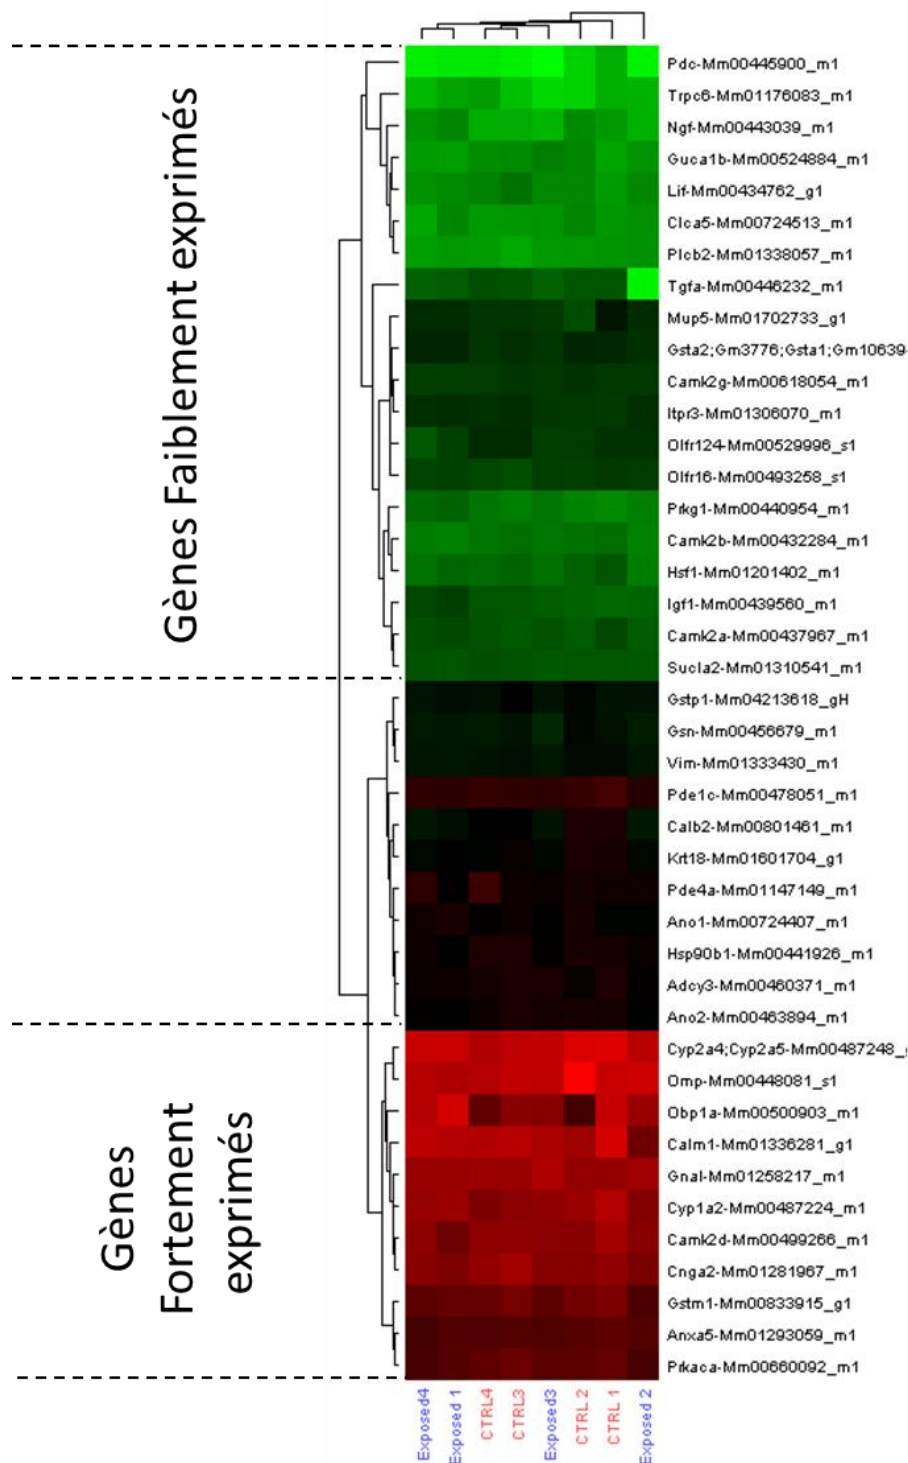 Gènes Faiblement exprimés
Gènes
Fortement
exprimés
Pdc-Mm00445900_m1
Trpc6-Mm01176083_m1
Ngf-Mm00443039_m1
Guca1b-Mm00524884_m1
Lif-Mm00434762_g1
Clca5-Mm00724513_m1
Plcb2-Mm01338057_m1
Tgfa-Mm00446232_m1
Mup5-Mm01702733_g1
Gsta2;Gm3776;Gsta1;Gm10639
Camk2g-Mm00618054_m1
Itpr3-Mm01306070_m1
Olfr124-Mm00529996_s1
Olfr16-Mm00493258_s1
Prkg1-Mm00440954_m1
Camk2b-Mm00432284_m1
Hsf1-Mm01201402_m1
Igf1-Mm00439560_m1
Camk2a-Mm00437967_m1
Sucla2-Mm01310541_m1
Gstp1-Mm04213618_gH
Gsn-Mm00456679_m1
Vim-Mm01333430_m1
Pde1c-Mm00478051_m1
Calb2-Mm00801461_m1
Krt18-Mm01601704_g1
Pde4a-Mm01147149_m1
Ano1-Mm00724407_m1
Hsp90b1-Mm00441926_m1
Adcy3-Mm00460371_m1
Ano2-Mm00463894_m1
Cyp2a4;Cyp2a5-Mm00487248_
Omp-Mm00448081_s1
Obp1a-Mm00500903_m1
Calm1-Mm01336281_g1
Gnal-Mm01258217_m1
Cyp1a2-Mm00487224_m1
Camk2d-Mm00499266_m1
Cnga2-Mm01281967_m1
Gstm1-Mm00833915_g1
Anxa5-Mm01293059_m1
Prkaca-Mm00660092_m1
Exposed4
Exposed 1
CTRL4
CTRL3
Exposed3
CTRL 2
CTRL 1
Exposed 2